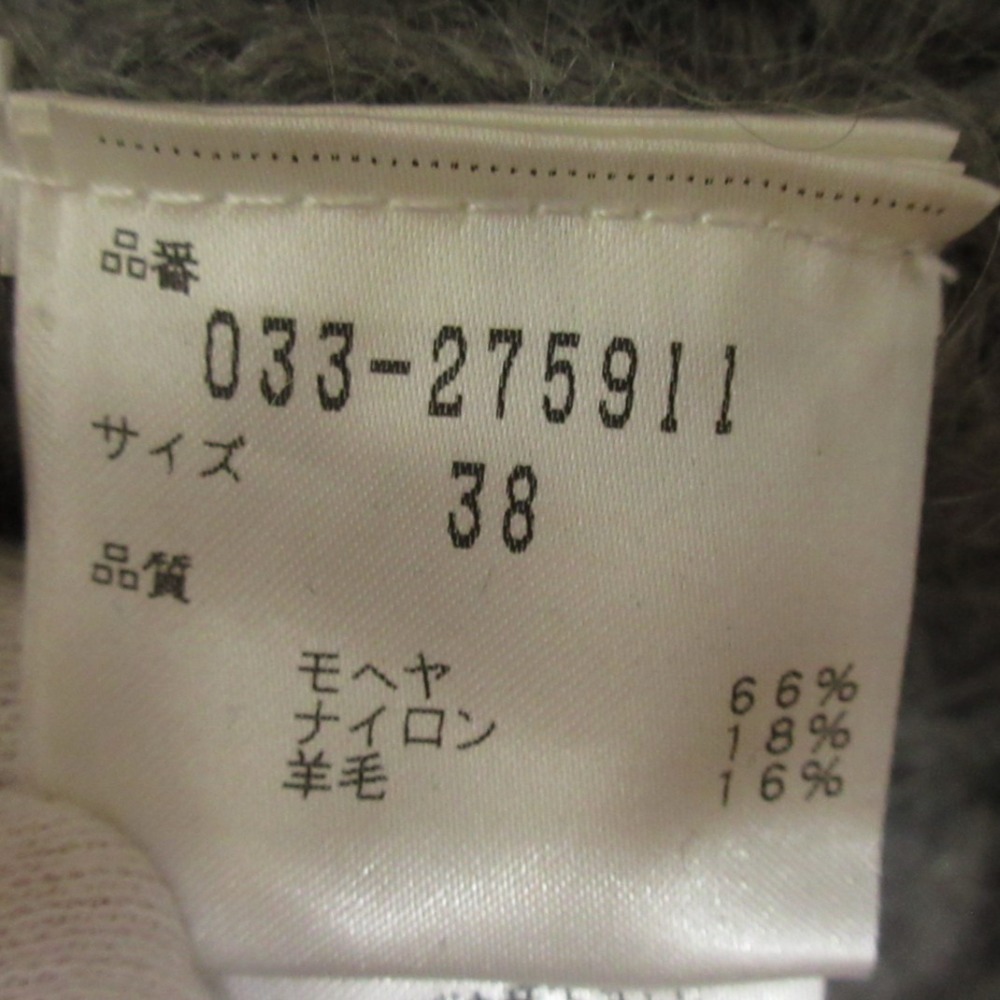 品番
033-275911
サイズ
38
品質
モヘヤ 66%
ナイロン 18%
羊毛 16%